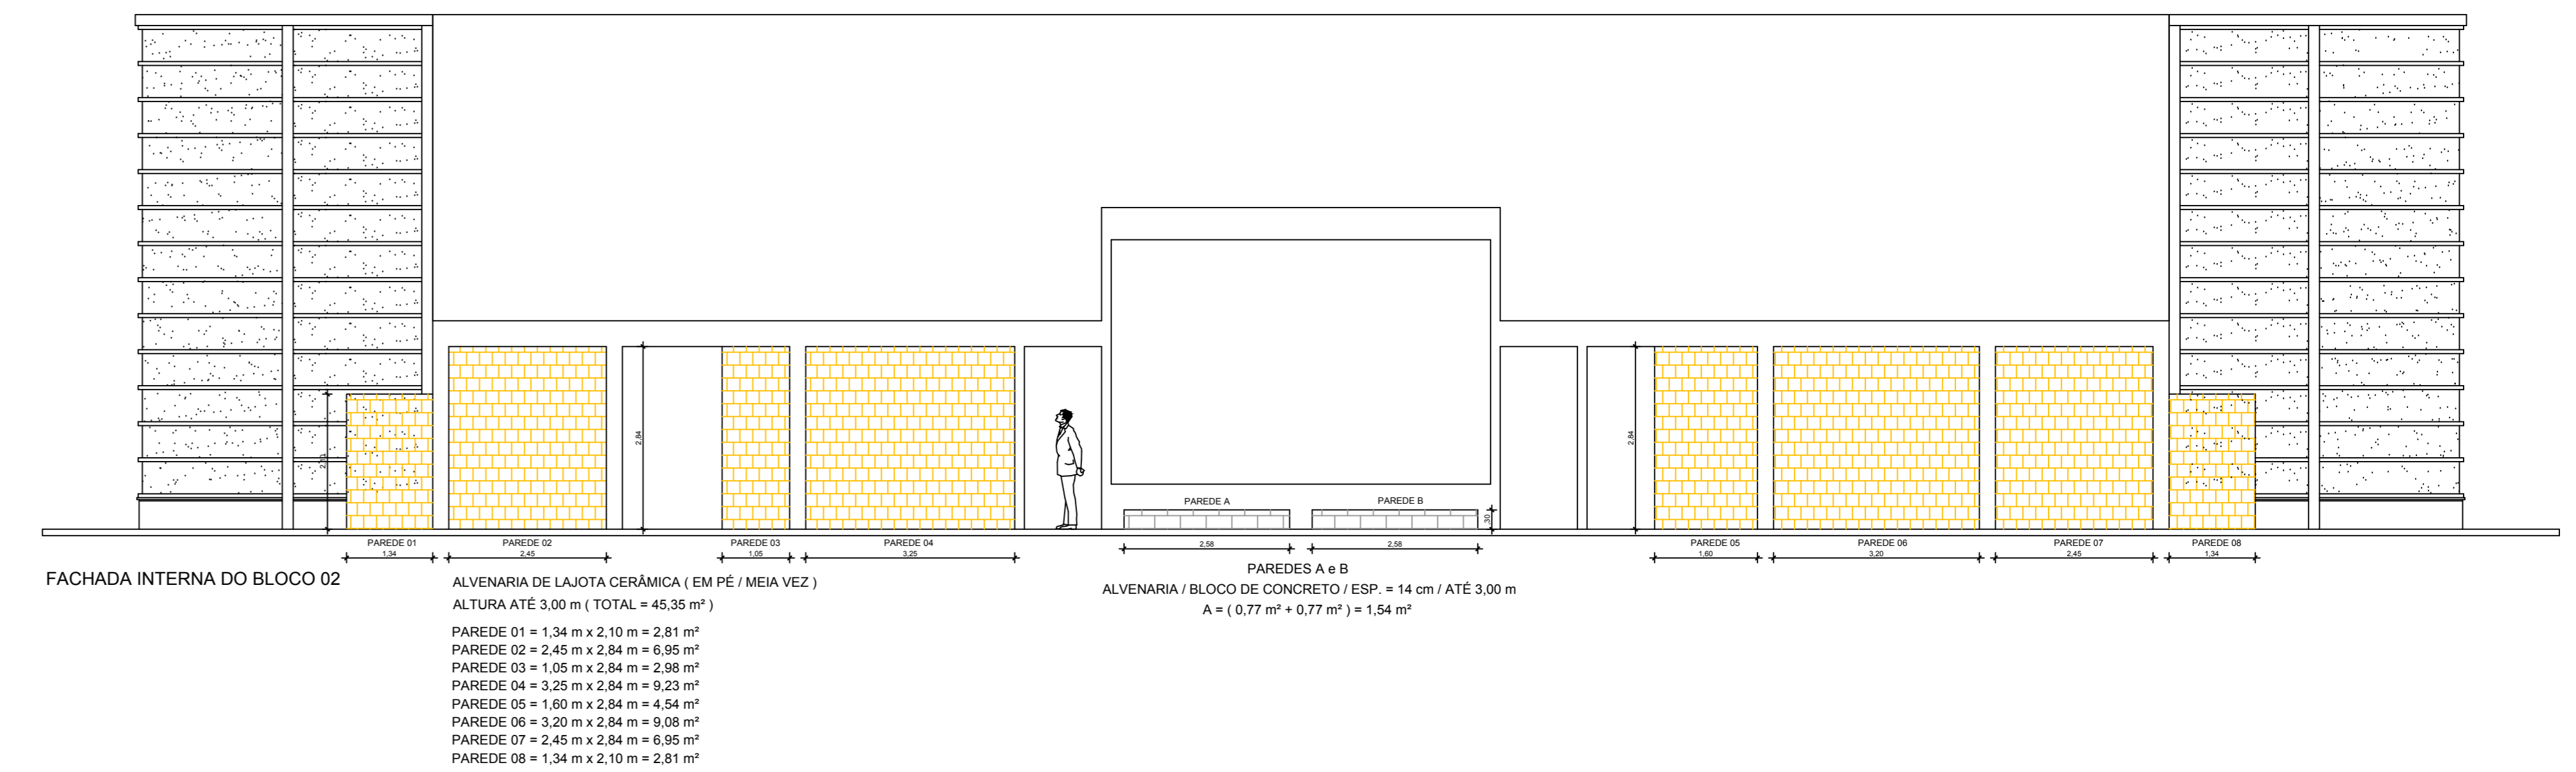 2,84
2,84
2,10
PAREDE A
PAREDE B
,30
PAREDE 01
PAREDE 02
PAREDE 03
PAREDE 04
PAREDE 05
PAREDE 06
PAREDE 07
PAREDE 08
1,34
2,45
1,05
3,25
2,58
2,58
1,60
3,20
2,45
1,34
FACHADA INTERNA DO BLOCO 02
ALVENARIA DE LAJOTA CERÂMICA ( EM PÉ / MEIA VEZ )
ALTURA ATÉ 3,00 m ( TOTAL = 45,35 m² )
PAREDE 01 = 1,34 m x 2,10 m = 2,81 m²
PAREDE 02 = 2,45 m x 2,84 m = 6,95 m²
PAREDE 03 = 1,05 m x 2,84 m = 2,98 m²
PAREDE 04 = 3,25 m x 2,84 m = 9,23 m²
PAREDE 05 = 1,60 m x 2,84 m = 4,54 m²
PAREDE 06 = 3,20 m x 2,84 m = 9,08 m²
PAREDE 07 = 2,45 m x 2,84 m = 6,95 m²
PAREDE 08 = 1,34 m x 2,10 m = 2,81 m²
PAREDES A e B
ALVENARIA / BLOCO DE CONCRETO / ESP. = 14 cm / ATÉ 3,00 m
A = ( 0,77 m² + 0,77 m² ) = 1,54 m²